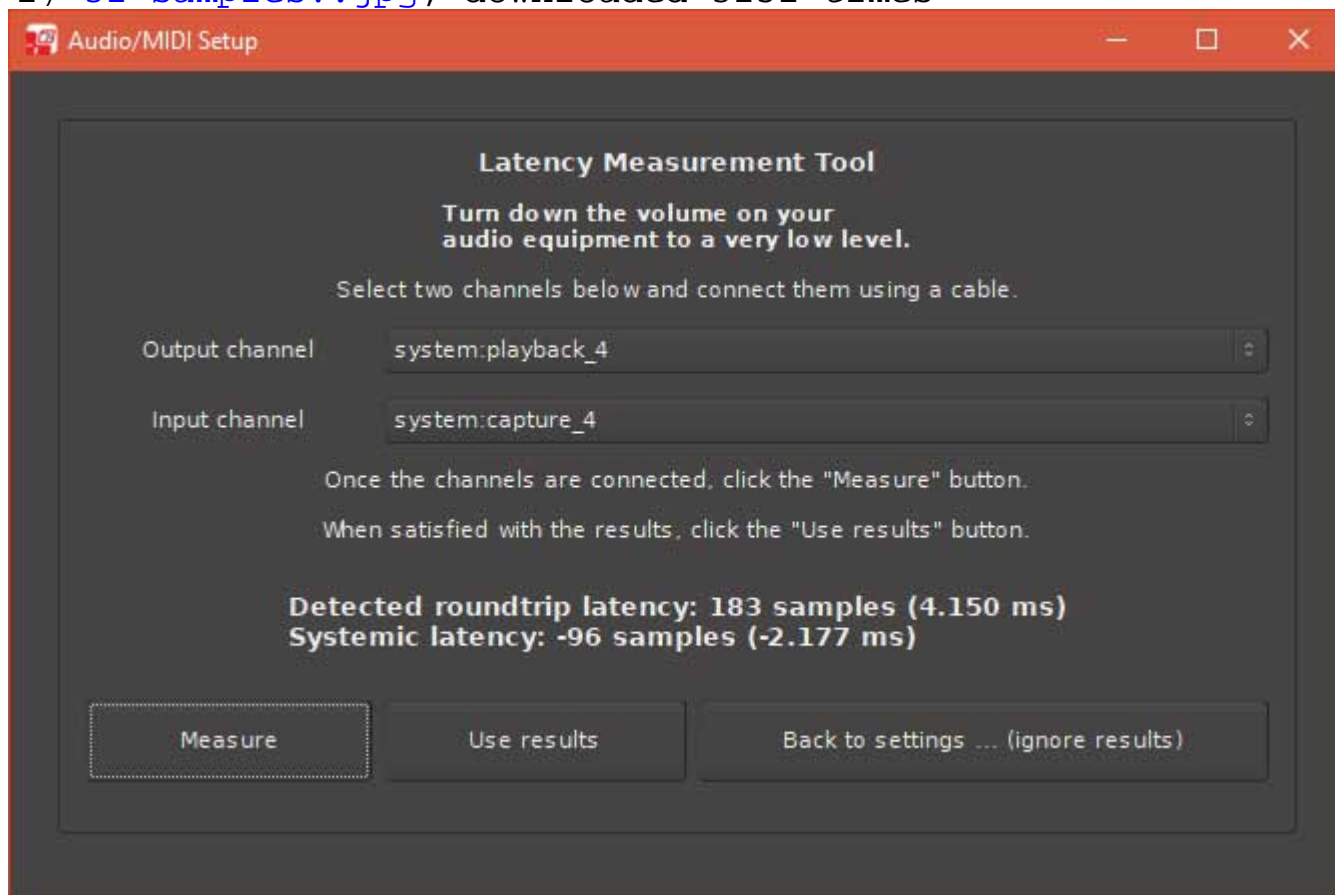 Audio/MIDI Setup
Latency Measurement Tool
Turn down the volume on your
audio equipment to a very low level.
Select two channels below and connect them using a cable.
Output channel system:playback_4
Input channel system:capture_4
Once the channels are connected, click the "Measure" button.
When satisfied with the results, click the "Use results" button.
Detected roundtrip latency: 183 samples (4.150 ms)
Systemic latency: -96 samples (-2.177 ms)
Measure Use results Back to settings ... (ignore results)